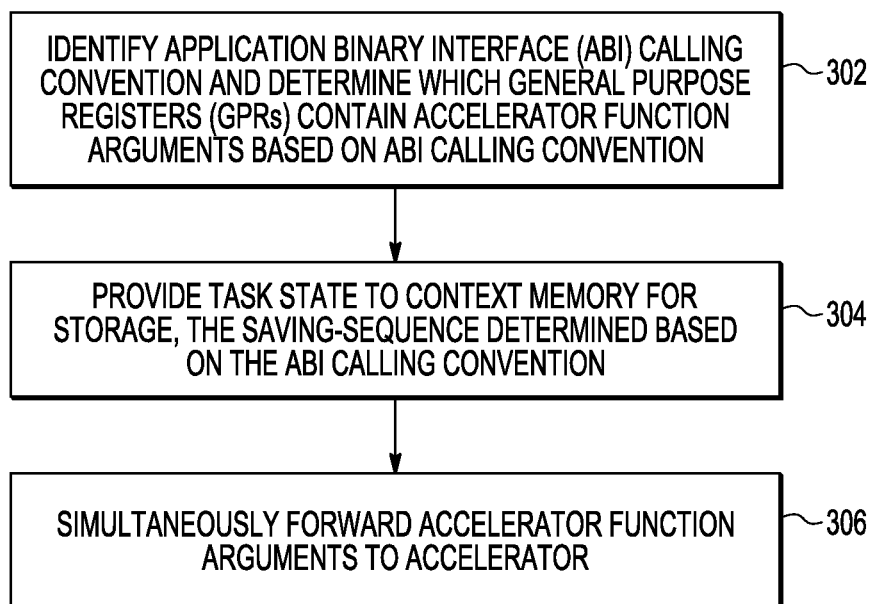 IDENTIFY APPLICATION BINARY INTERFACE (ABI) CALLING
CONVENTION AND DETERMINE WHICH GENERAL PURPOSE
REGISTERS (GPRs) CONTAIN ACCELERATOR FUNCTION
ARGUMENTS BASED ON ABI CALLING CONVENTION
302
PROVIDE TASK STATE TO CONTEXT MEMORY FOR
STORAGE, THE SAVING-SEQUENCE DETERMINED BASED
ON THE ABI CALLING CONVENTION
304
SIMULTANEOUSLY FORWARD ACCELERATOR FUNCTION
ARGUMENTS TO ACCELERATOR
306